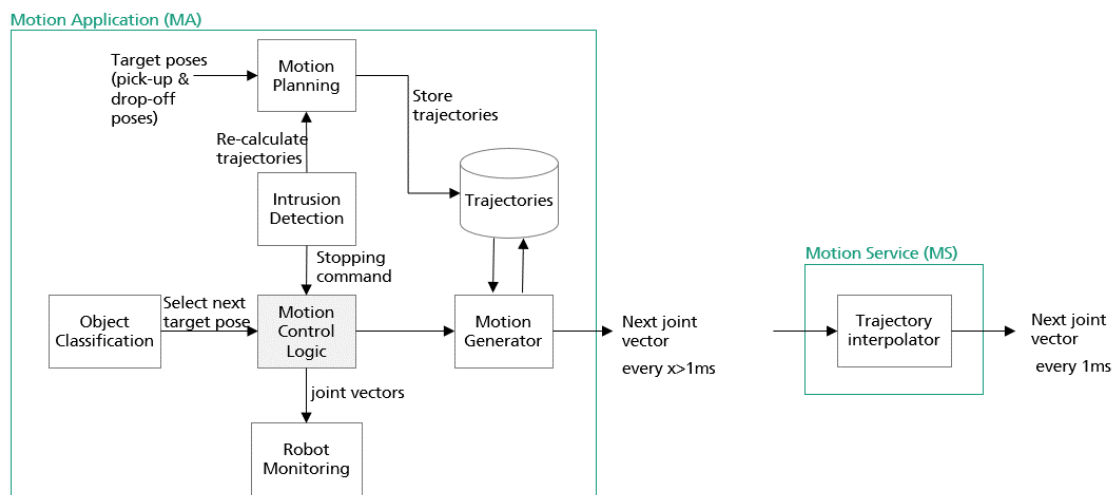 Motion Application (MA)
Target poses
(pick-up &
drop-off
poses)
Motion
Planning
Store
trajectories
Re-calculate
trajectories
Intrusion
Detection
Trajectories
Stopping
command
Object
Classification
Select next
target pose
Motion
Control
Logic
Motion
Generator
Next joint
vector
every x>1ms
joint vectors
Robot
Monitoring
Motion Service (MS)
Trajectory
interpolator
Next joint
vector
every 1ms